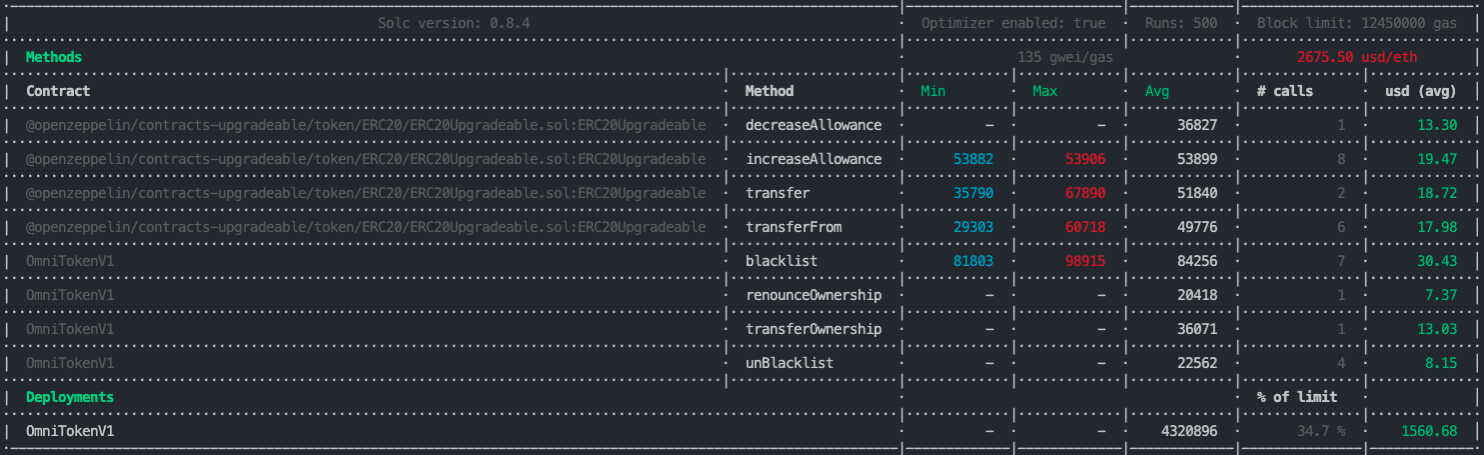 Solc version: 0.8.4 Optimizer enabled: true Runs: 500 Block limit: 12450000 gas
Methods 135 gwei/gas 2675.50 usd/eth
Contract Method Min Max Avg # calls usd (avg)
@openzeppelin/contracts-upgradeable/token/ERC20/ERC20Upgradeable.sol:ERC20Upgradeable decreaseAllowance – – 36827 1 13.30
@openzeppelin/contracts-upgradeable/token/ERC20/ERC20Upgradeable.sol:ERC20Upgradeable increaseAllowance 53882 53906 53899 8 19.47
@openzeppelin/contracts-upgradeable/token/ERC20/ERC20Upgradeable.sol:ERC20Upgradeable transfer 35790 67890 51840 2 18.72
@openzeppelin/contracts-upgradeable/token/ERC20/ERC20Upgradeable.sol:ERC20Upgradeable transferFrom 29303 60718 49776 6 17.98
OmniTokenV1 blacklist 81803 98915 84256 7 30.43
OmniTokenV1 renounceOwnership – – 20418 1 7.37
OmniTokenV1 transferOwnership – – 36071 1 13.03
OmniTokenV1 unBlacklist – – 22562 4 8.15
Deployments % of limit
OmniTokenV1 – – 4320896 34.7 % 1560.68